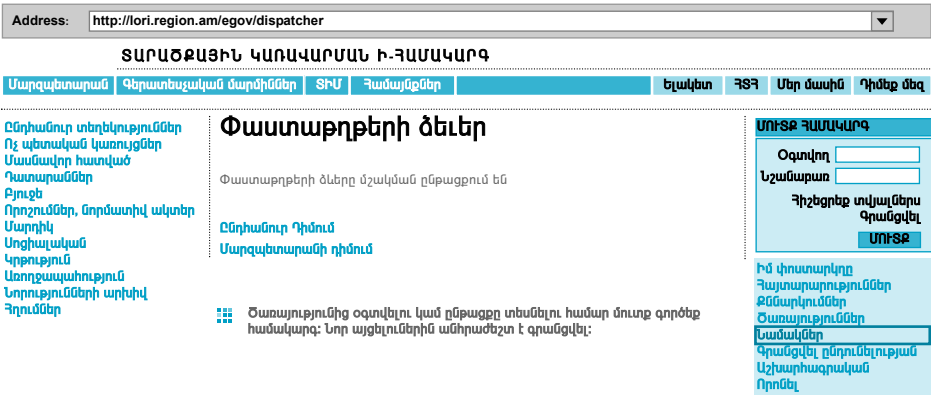 Address: http://lori.region.am/egov/dispatcher
ՏԱՐԱԾՔԱՅԻՆ ԿԱՌԱՎԱՐՄԱՆ Ի-ՀԱՄԱԿԱՐԳ
Մարզպետարան Գերատեսչական մարմիններ ՏԻՄ Համայնքներ Ելակետ ՀՏՀ Մեր մասին Դիմեք մեզ
Ընդհանուր տեղեկություններ
Ոչ պետական կառույցներ
Մասնավոր հատված
Դատարաններ
Բյուջե
Որոշումներ, նորմատիվ ակտեր
Մարդիկ
Սոցիալական
Կրթություն
Առողջապահություն
Նորությունների արխիվ
Հղումներ
Փաստաթղթերի ձեւեր
Փաստաթղթերի ձևերը մշակման ընթացքում են
Ընդհանուր Դիմում
Մարզպետարանի դիմում
Ծառայությունից օգտվելու կամ ընթացքը տեսնելու համար մուտք գործեք
համակարգ: Նոր այցելուներին անհրաժեշտ է գրանցվել:
ՄՈՒՏՔ ՀԱՄԱԿԱՐԳ
Օգտվող
Նշանաբառ
Հիշեցրեք տվյալներս
Գրանցվել
ՄՈՒՏՔ
Իմ փոստարկղը
Հայտարարություններ
Քննարկումներ
Ծառայություններ
Նամակներ
Գրանցվել ընդունելության
Աշխարհագրական
Որոնել